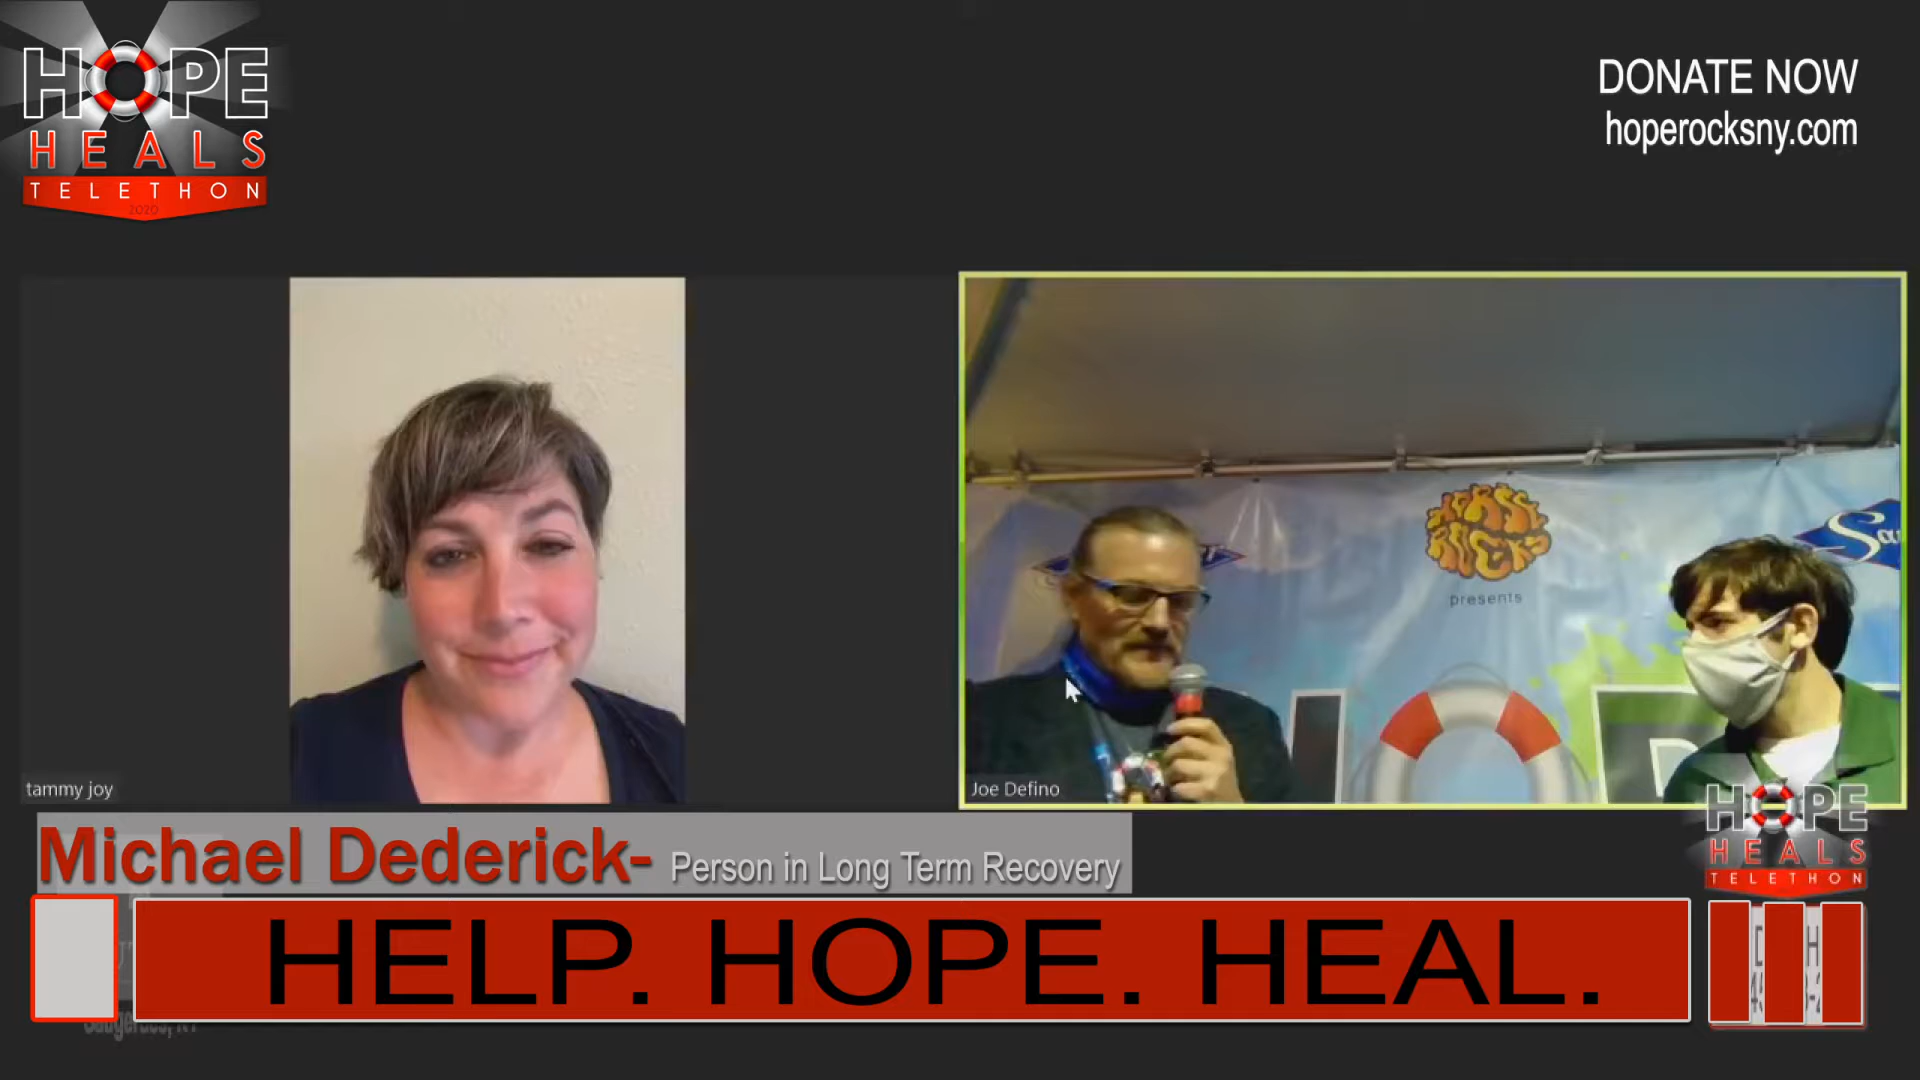 HOPE
HEALS
TELETHON
2020
DONATE NOW
hoperocksny.com
presents
tammy joy
Joe Defino
Michael Dederick- Person in Long Term Recovery
HOPE
HEALS
TELETHON
HELP. HOPE. HEAL.